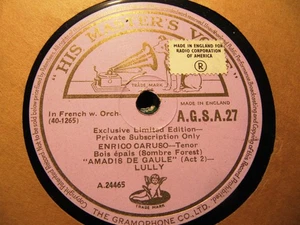 "HIS MASTER'S VOICE"
MADE IN ENGLAND FOR
RADIO CORPORATION
OF AMERICA
TRADE MARK
In French w. Orch.
(40-1265)
MADE IN ENGLAND
A.G.S.A.27
Exclusive Limited Edition—
Private Subscription Only
ENRICO CARUSO—Tenor
Bois épais (Sombre Forest)
"AMADIS DE GAULE" (Act 2)—
LULLY
A.24465
TRADE MARK
THE GRAMOPHONE CO. LTD.